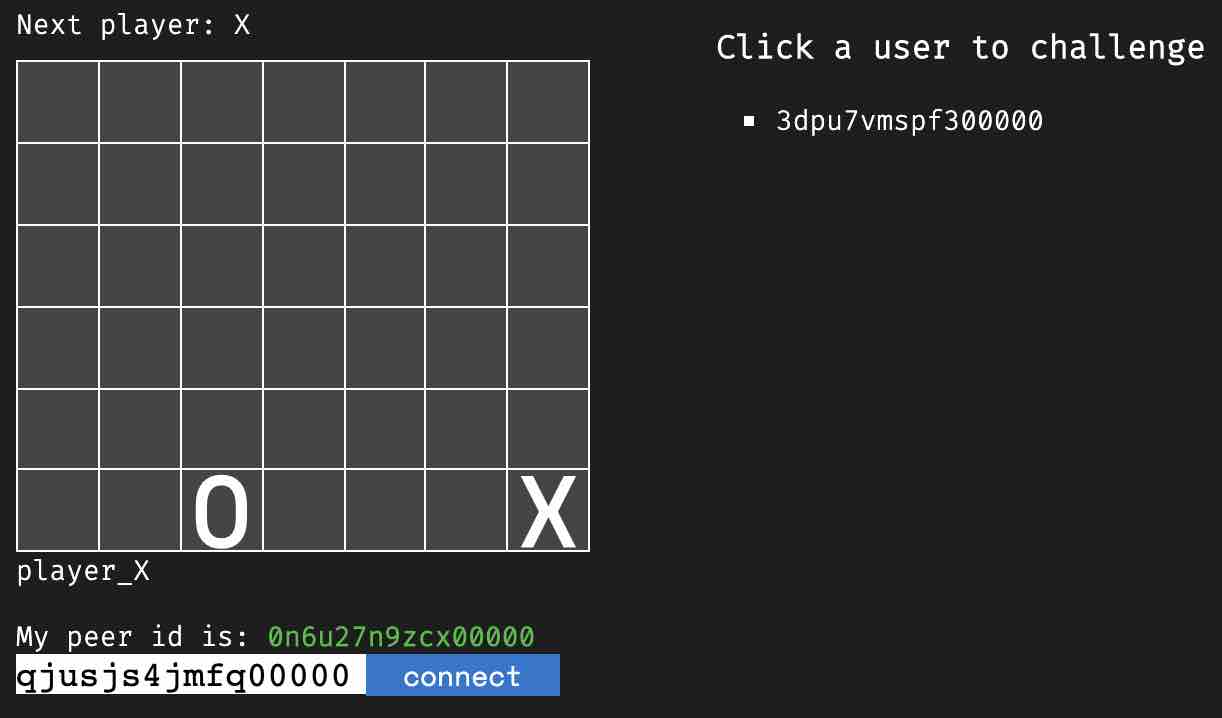 Next player: X
Click a user to challenge
3dpu7vmspf300000
O X
player_X
My peer id is: 0n6u27n9zcx00000
qjusjs4jmfq00000 connect